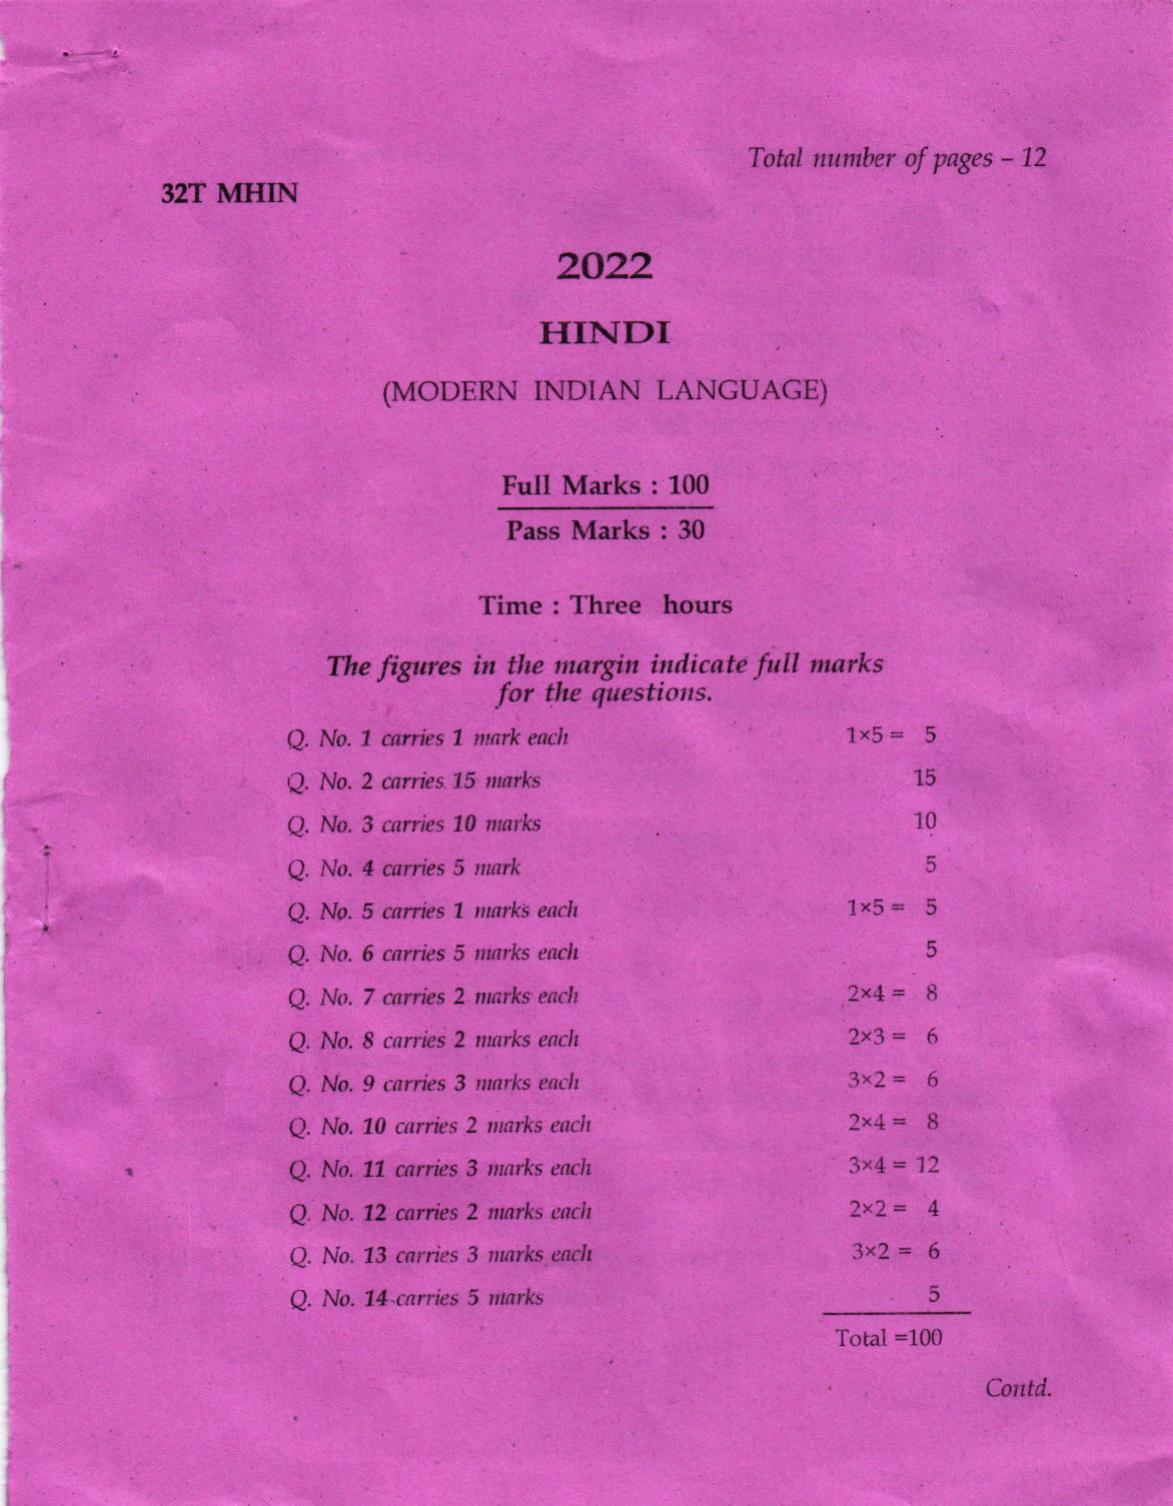 Total number of pages – 12
32T MHIN
2022
HINDI
(MODERN INDIAN LANGUAGE)
Full Marks : 100
Pass Marks : 30
Time : Three hours
The figures in the margin indicate full marks
for the questions.
Q. No. 1 carries 1 mark each 1×5 = 5
Q. No. 2 carries 15 marks 15
Q. No. 3 carries 10 marks 10
Q. No. 4 carries 5 mark 5
Q. No. 5 carries 1 marks each 1×5 = 5
Q. No. 6 carries 5 marks each 5
Q. No. 7 carries 2 marks each 2×4 = 8
Q. No. 8 carries 2 marks each 2×3 = 6
Q. No. 9 carries 3 marks each 3×2 = 6
Q. No. 10 carries 2 marks each 2×4 = 8
Q. No. 11 carries 3 marks each 3×4 = 12
Q. No. 12 carries 2 marks each 2×2 = 4
Q. No. 13 carries 3 marks each 3×2 = 6
Q. No. 14 carries 5 marks 5
Total =100
Contd.